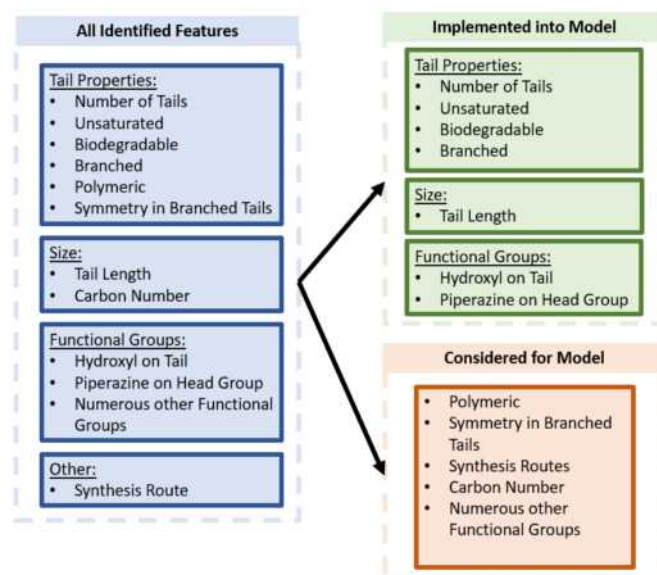 All Identified Features
Tail Properties:
• Number of Tails
• Unsaturated
• Biodegradable
• Branched
• Polymeric
• Symmetry in Branched Tails
Size:
• Tail Length
• Carbon Number
Functional Groups:
• Hydroxyl on Tail
• Piperazine on Head Group
• Numerous other Functional
Groups
Other:
• Synthesis Route
Implemented into Model
Tail Properties:
• Number of Tails
• Unsaturated
• Biodegradable
• Branched
Size:
• Tail Length
Functional Groups:
• Hydroxyl on Tail
• Piperazine on Head Group
Considered for Model
• Polymeric
• Symmetry in Branched
Tails
• Synthesis Routes
• Carbon Number
• Numerous other
Functional Groups